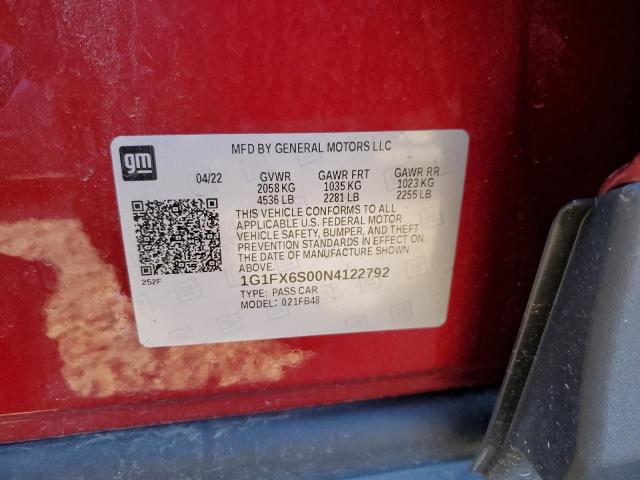 gm
MFD BY GENERAL MOTORS LLC
04/22 GVWR GAWR FRT GAWR RR
2058 KG 1035 KG 1023 KG
4536 LB 2281 LB 2255 LB
THIS VEHICLE CONFORMS TO ALL
APPLICABLE U.S. FEDERAL MOTOR
VEHICLE SAFETY, BUMPER, AND THEFT
PREVENTION STANDARDS IN EFFECT ON
THE DATE OF MANUFACTURE SHOWN
ABOVE.
252F
1G1FX6S00N4122792
TYPE: PASS CAR
MODEL: 021FB48